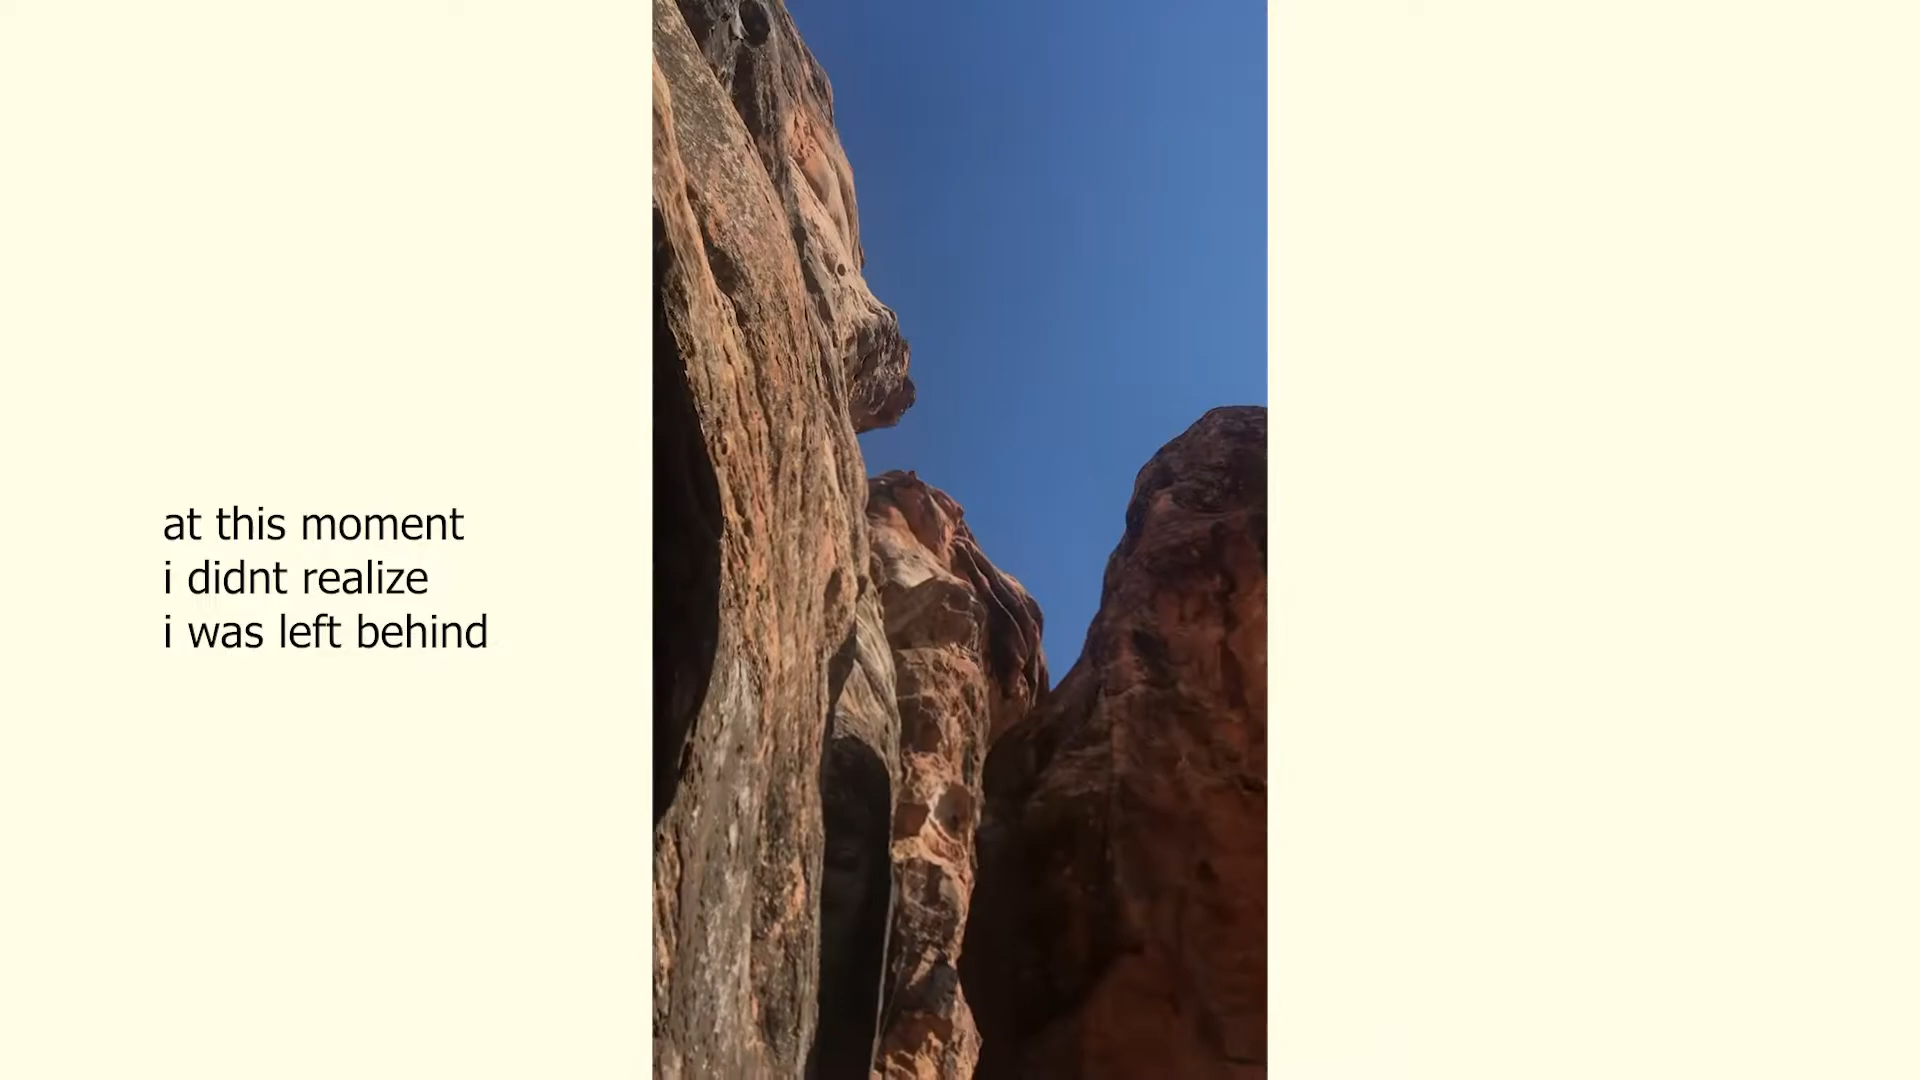 at this moment
i didnt realize
i was left behind